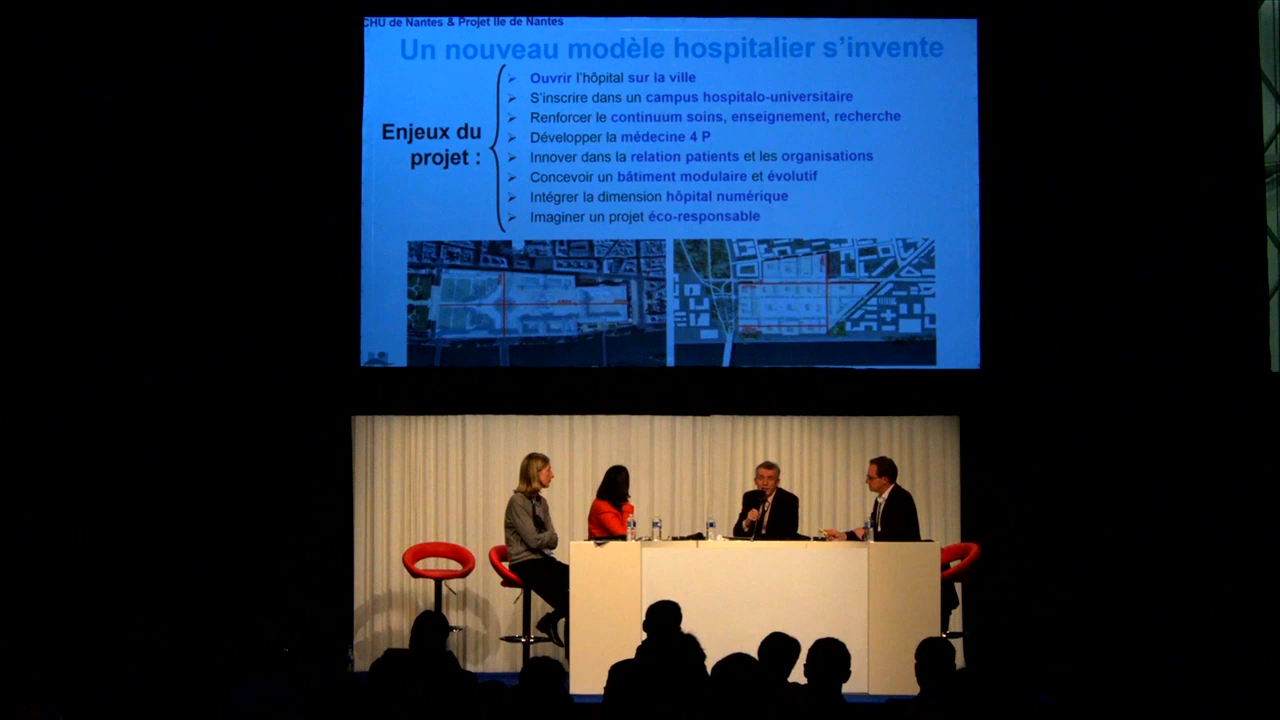 CHU de Nantes & Projet Ile de Nantes
Un nouveau modèle hospitalier s'invente
Enjeux du
projet :
Ouvrir l'hôpital sur la ville
S'inscrire dans un campus hospitalo-universitaire
Renforcer le continuum soins, enseignement, recherche
Développer la médecine 4 P
Innover dans la relation patients et les organisations
Concevoir un bâtiment modulaire et évolutif
Intégrer la dimension hôpital numérique
Imaginer un projet éco-responsable